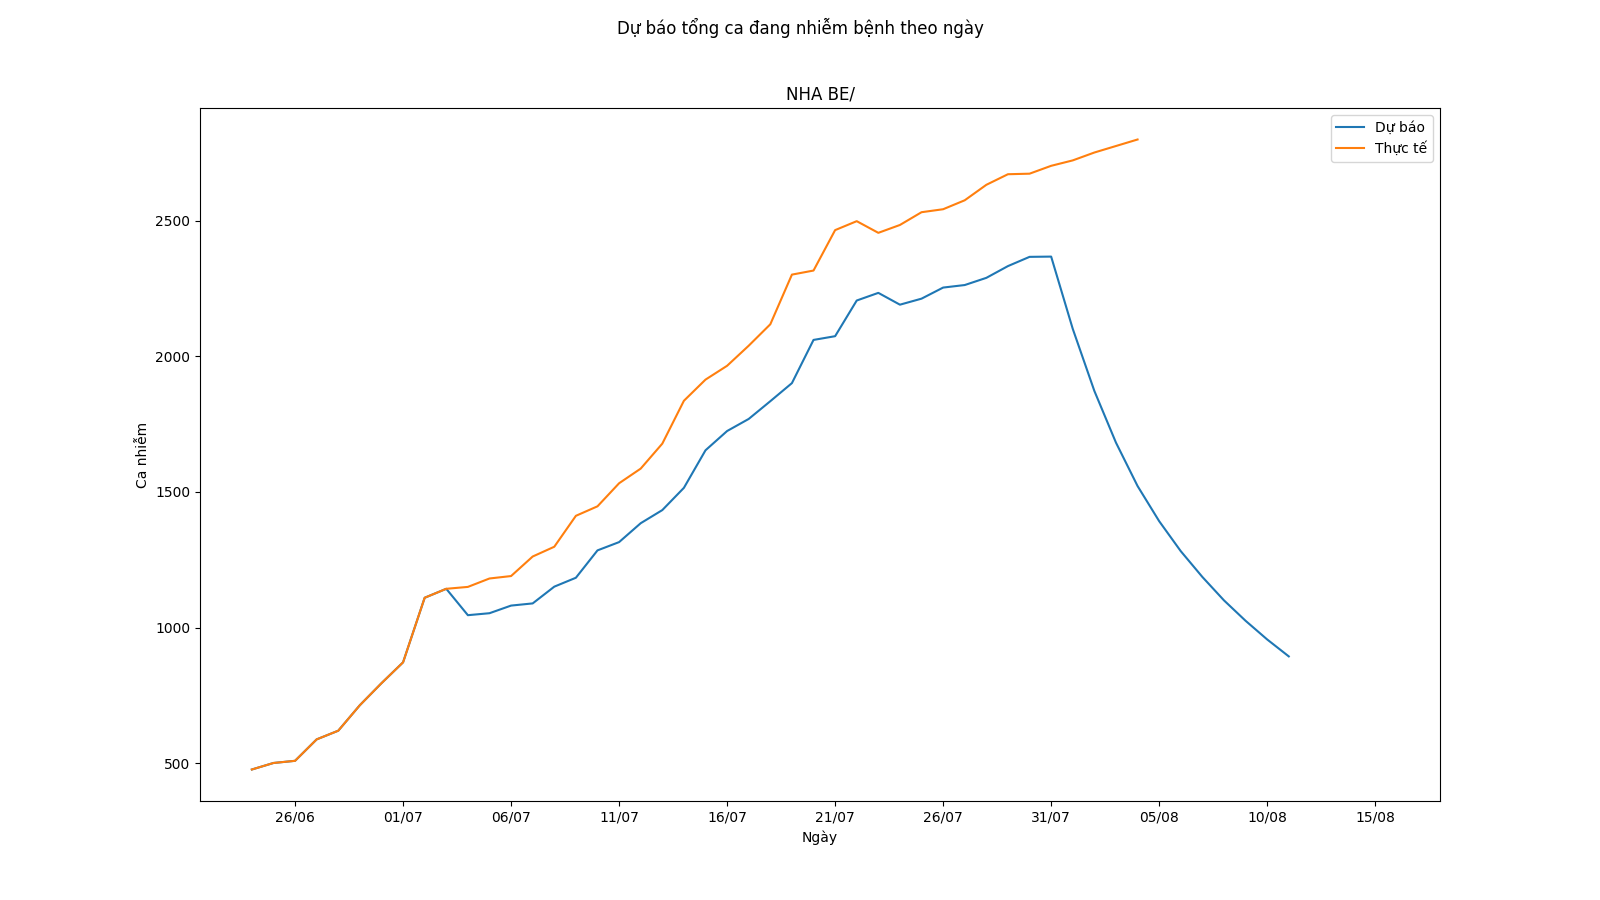 Dự báo tổng ca đang nhiễm bệnh theo ngày
NHA BE/
Dự báo
Thực tế
Ca nhiễm
2500
2000
1500
1000
500
26/06 01/07 06/07 11/07 16/07 21/07 26/07 31/07 05/08 10/08 15/08
Ngày